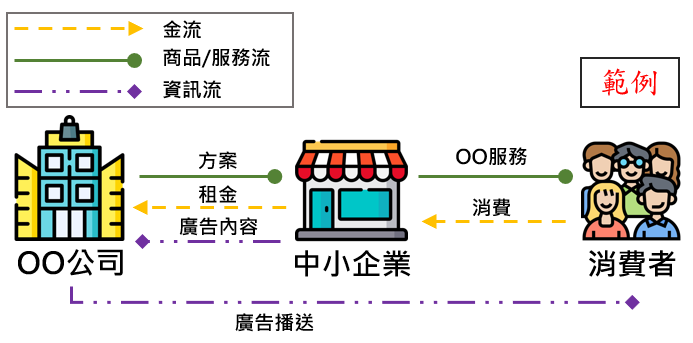 金流
商品/服務流
資訊流
範例
方案
租金
廣告內容
OO服務
消費
OO公司
中小企業
消費者
廣告播送